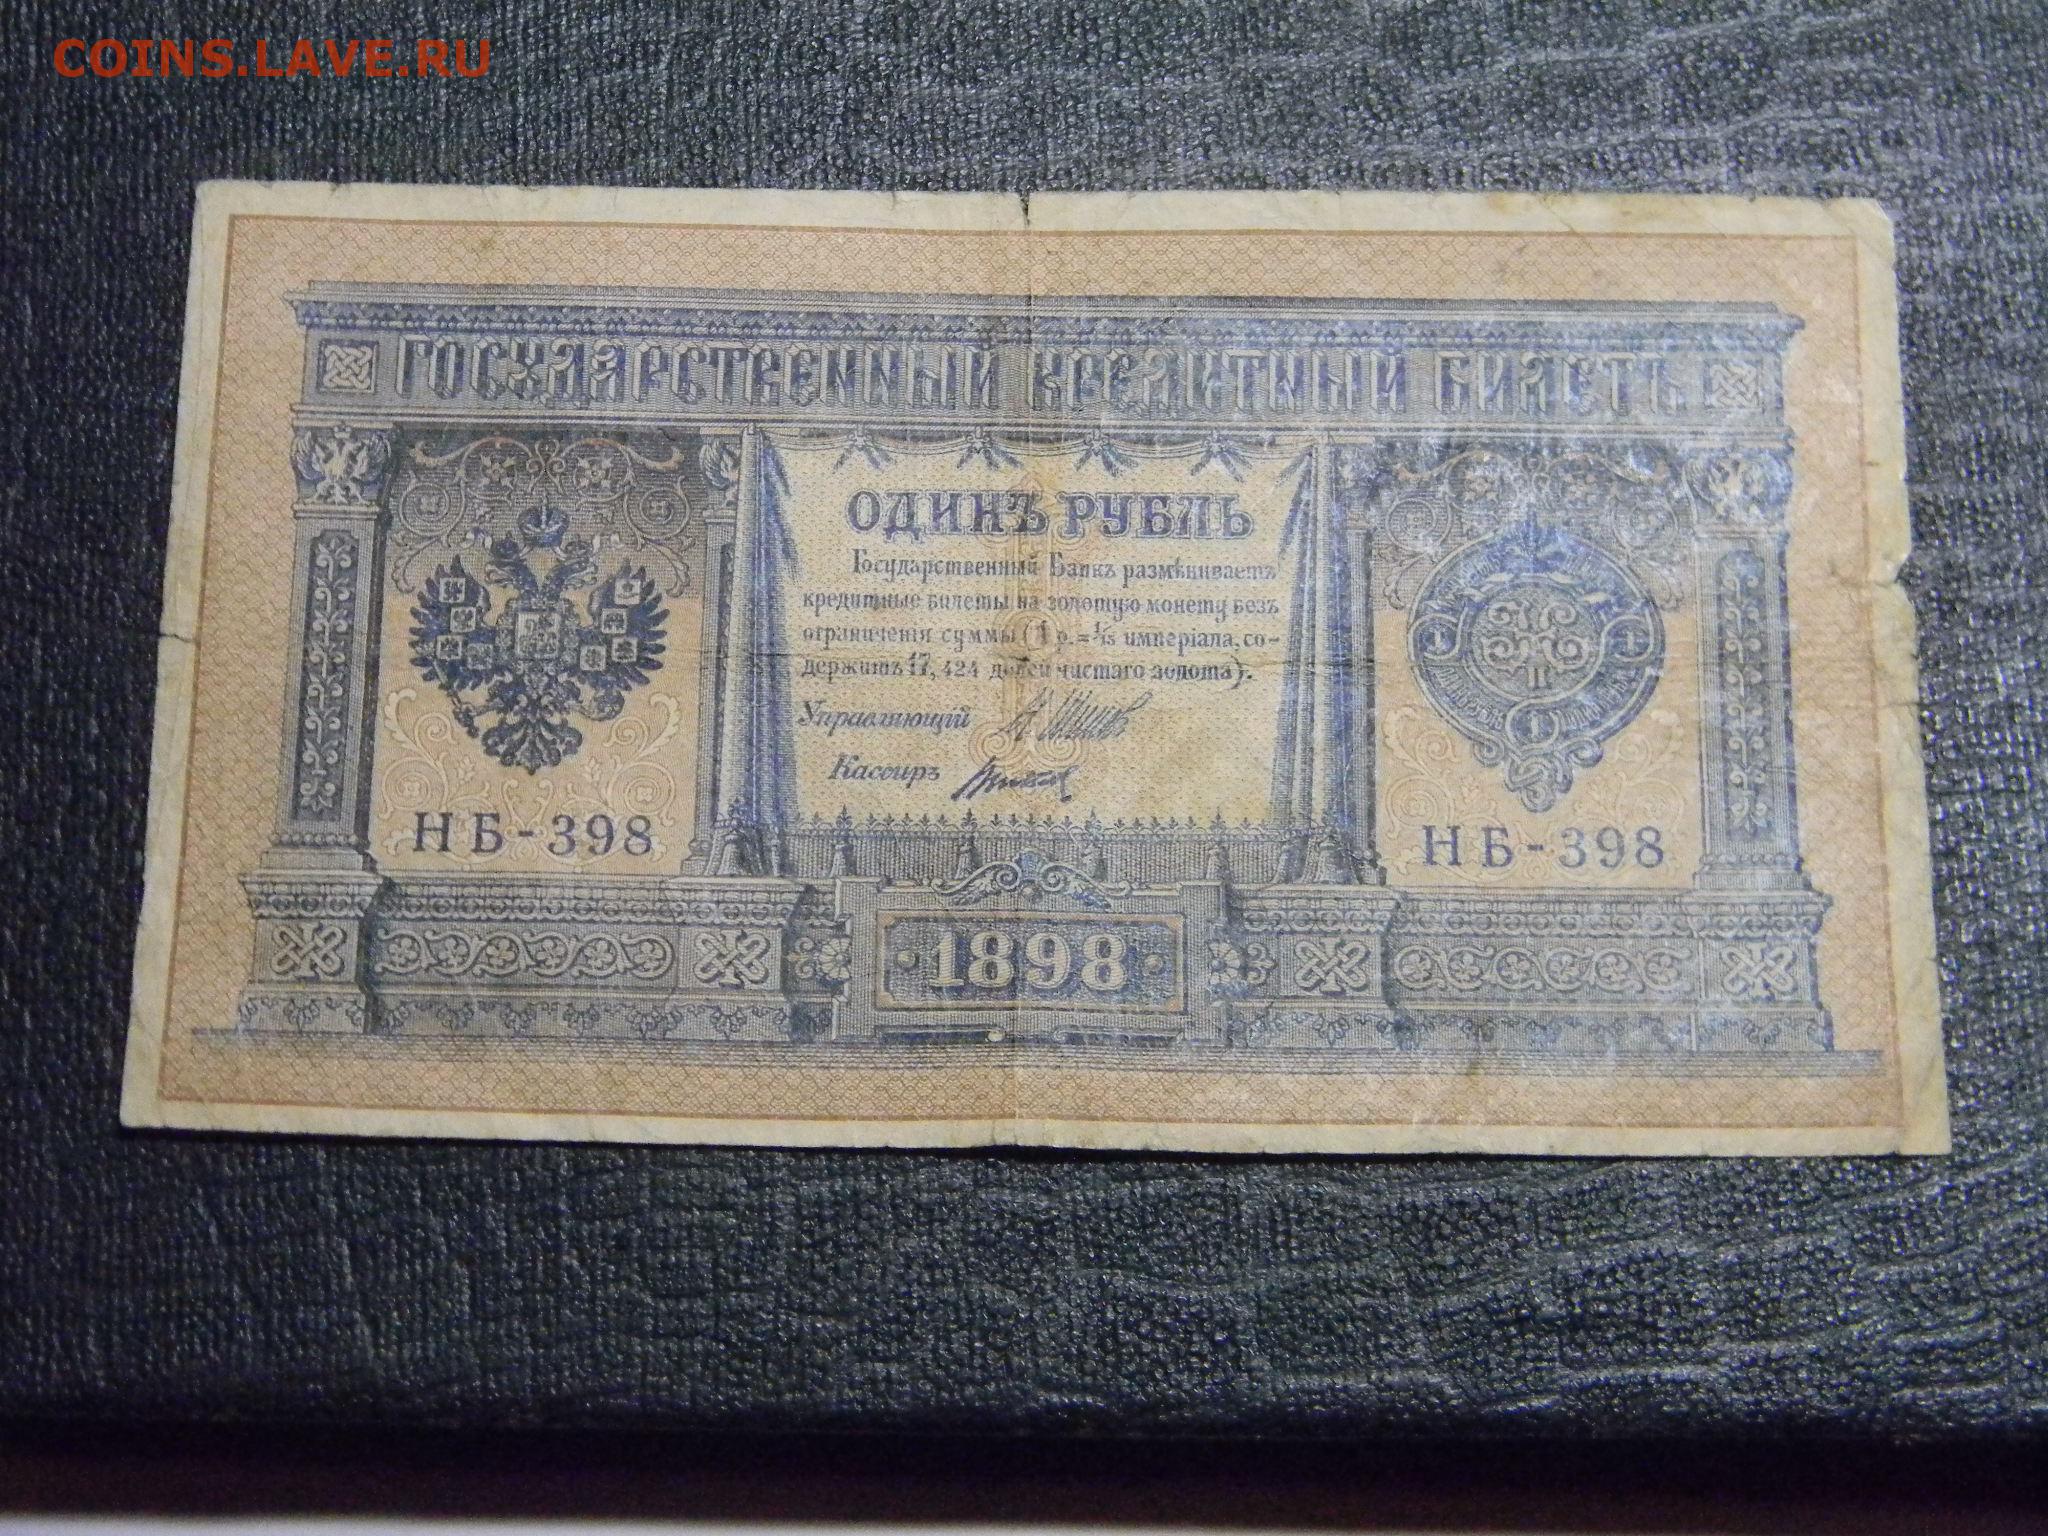 COINS.LAVE.RU
ГОСУДАРСТВЕННЫЙ КРЕДИТНЫЙ БИЛЕТЪ
ОДИНЪ РУБЛЬ
Государственный Банкъ размѣниваетъ
кредитные билеты на золотую монету безъ
ограниченія суммы (1 р. = 1/15 имперіала, со-
держитъ 17,424 долей чистаго золота).
Управляющій
Кассиръ
НБ-398 НБ-398
1898